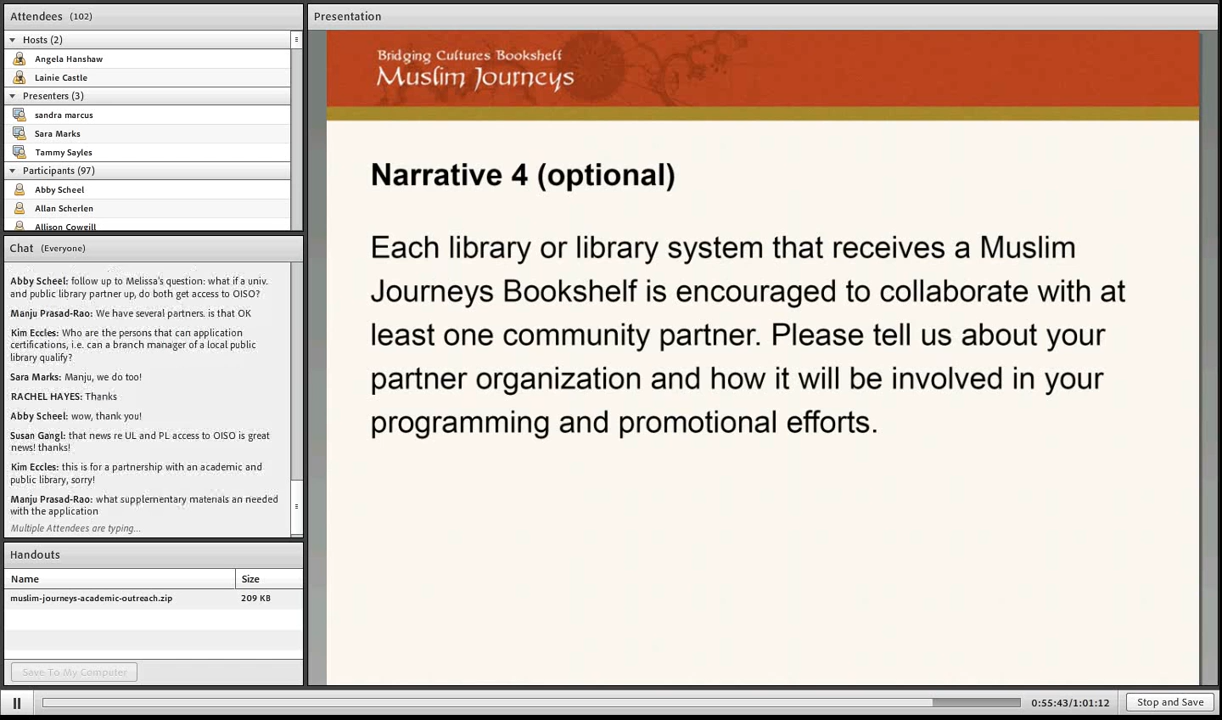 Attendees (102)
Hosts (2)
Angela Hanshaw
Lainie Castle
Presenters (3)
sandra marcus
Sara Marks
Tammy Sayles
Participants (97)
Abby Scheel
Allan Scherlen
Allison Cowgill
Chat (Everyone)
Abby Scheel: follow up to Melissa's question: what if a univ.
and public library partner up, do both get access to OISO?
Manju Prasad-Rao: We have several partners. is that OK
Kim Eccles: Who are the persons that can application
certifications, i.e. can a branch manager of a local public
library qualify?
Sara Marks: Manju, we do too!
RACHEL HAYES: Thanks
Abby Scheel: wow, thank you!
Susan Gangl: that news re UL and PL access to OISO is great
news! thanks!
Kim Eccles: this is for a partnership with an academic and
public library, sorry!
Manju Prasad-Rao: what supplementary materials an needed
with the application
Multiple Attendees are typing...
Handouts
Name Size
muslim-journeys-academic-outreach.zip 209 KB
Save To My Computer
Presentation
Bridging Cultures Bookshelf
Muslim Journeys
Narrative 4 (optional)
Each library or library system that receives a Muslim
Journeys Bookshelf is encouraged to collaborate with at
least one community partner. Please tell us about your
partner organization and how it will be involved in your
programming and promotional efforts.
0:55:43/1:01:12
Stop and Save